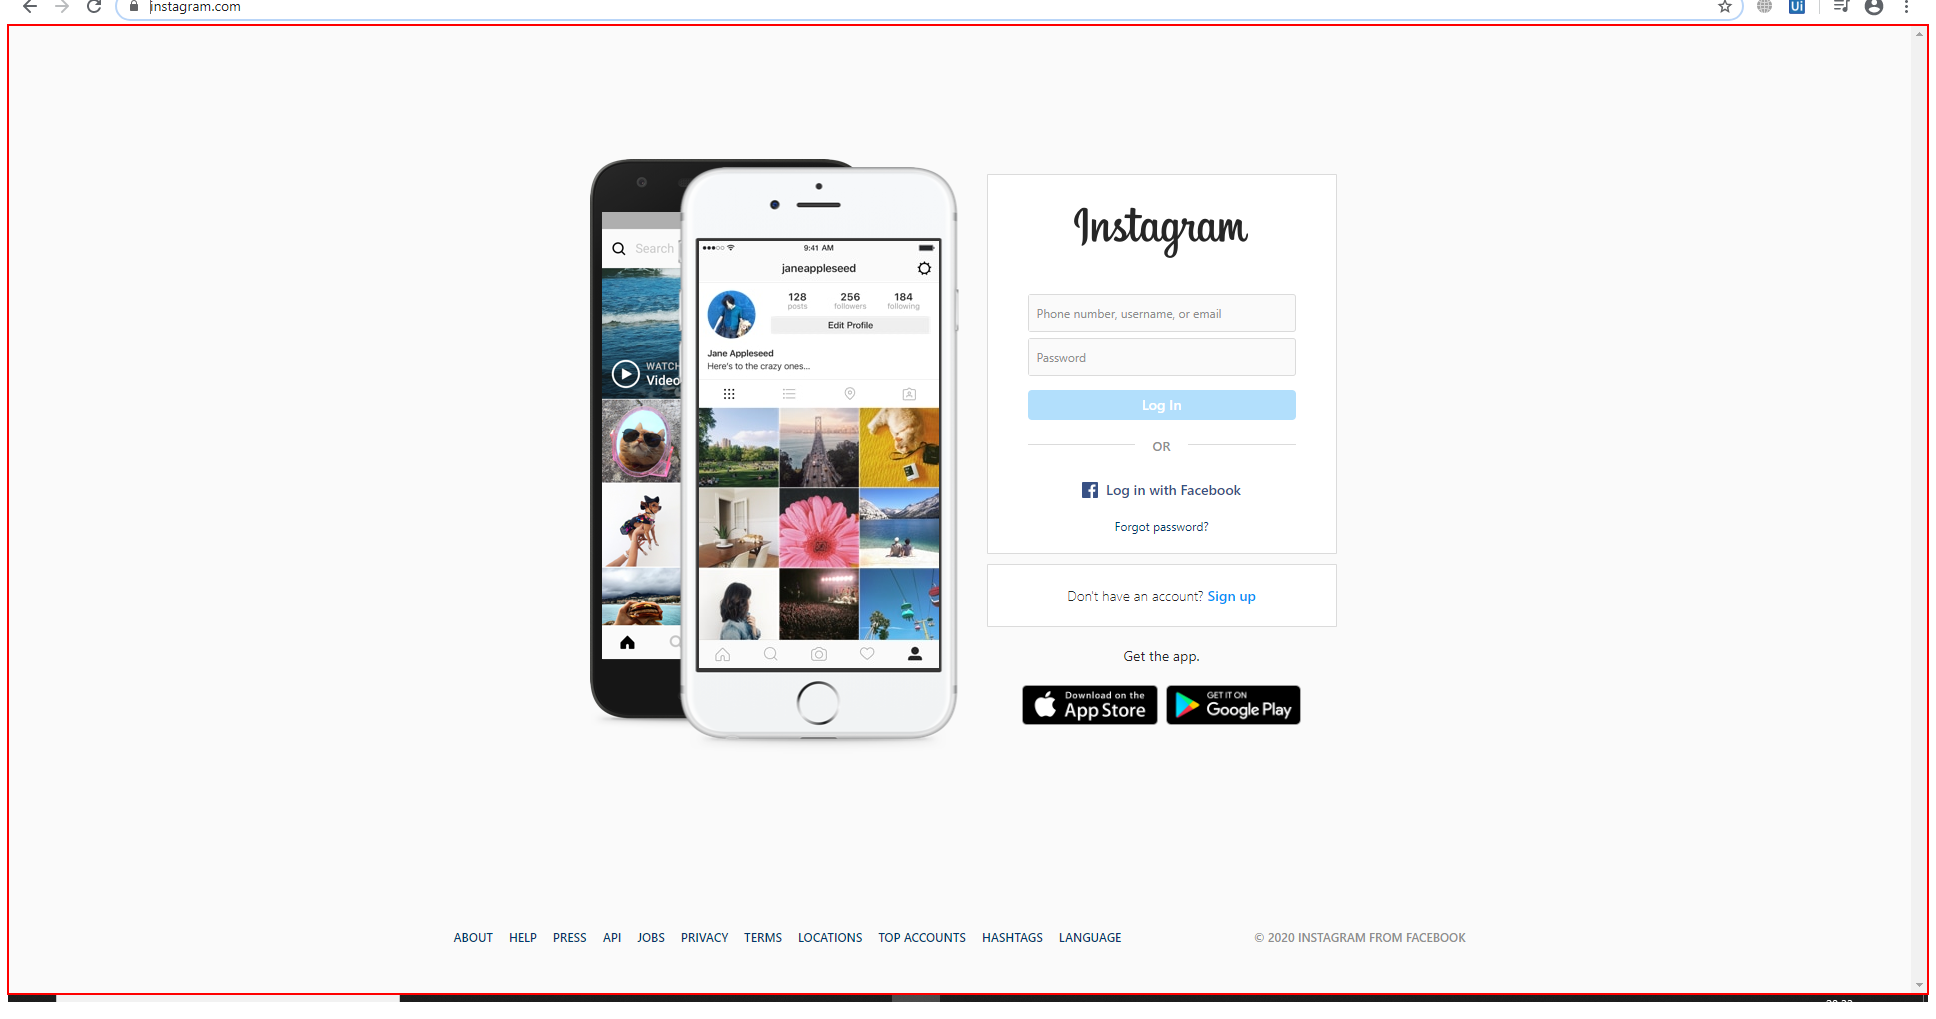 instagram.com
Ui
Search
WATCH
Video
9:41 AM
janeappleseed
128 256 184
posts followers following
Edit Profile
Jane Appleseed
Here's to the crazy ones...
Instagram
Phone number, username, or email
Password
Log In
OR
Log in with Facebook
Forgot password?
Don't have an account? Sign up
Get the app.
Download on the
App Store
GET IT ON
Google Play
ABOUT HELP PRESS API JOBS PRIVACY TERMS LOCATIONS TOP ACCOUNTS HASHTAGS LANGUAGE
© 2020 INSTAGRAM FROM FACEBOOK